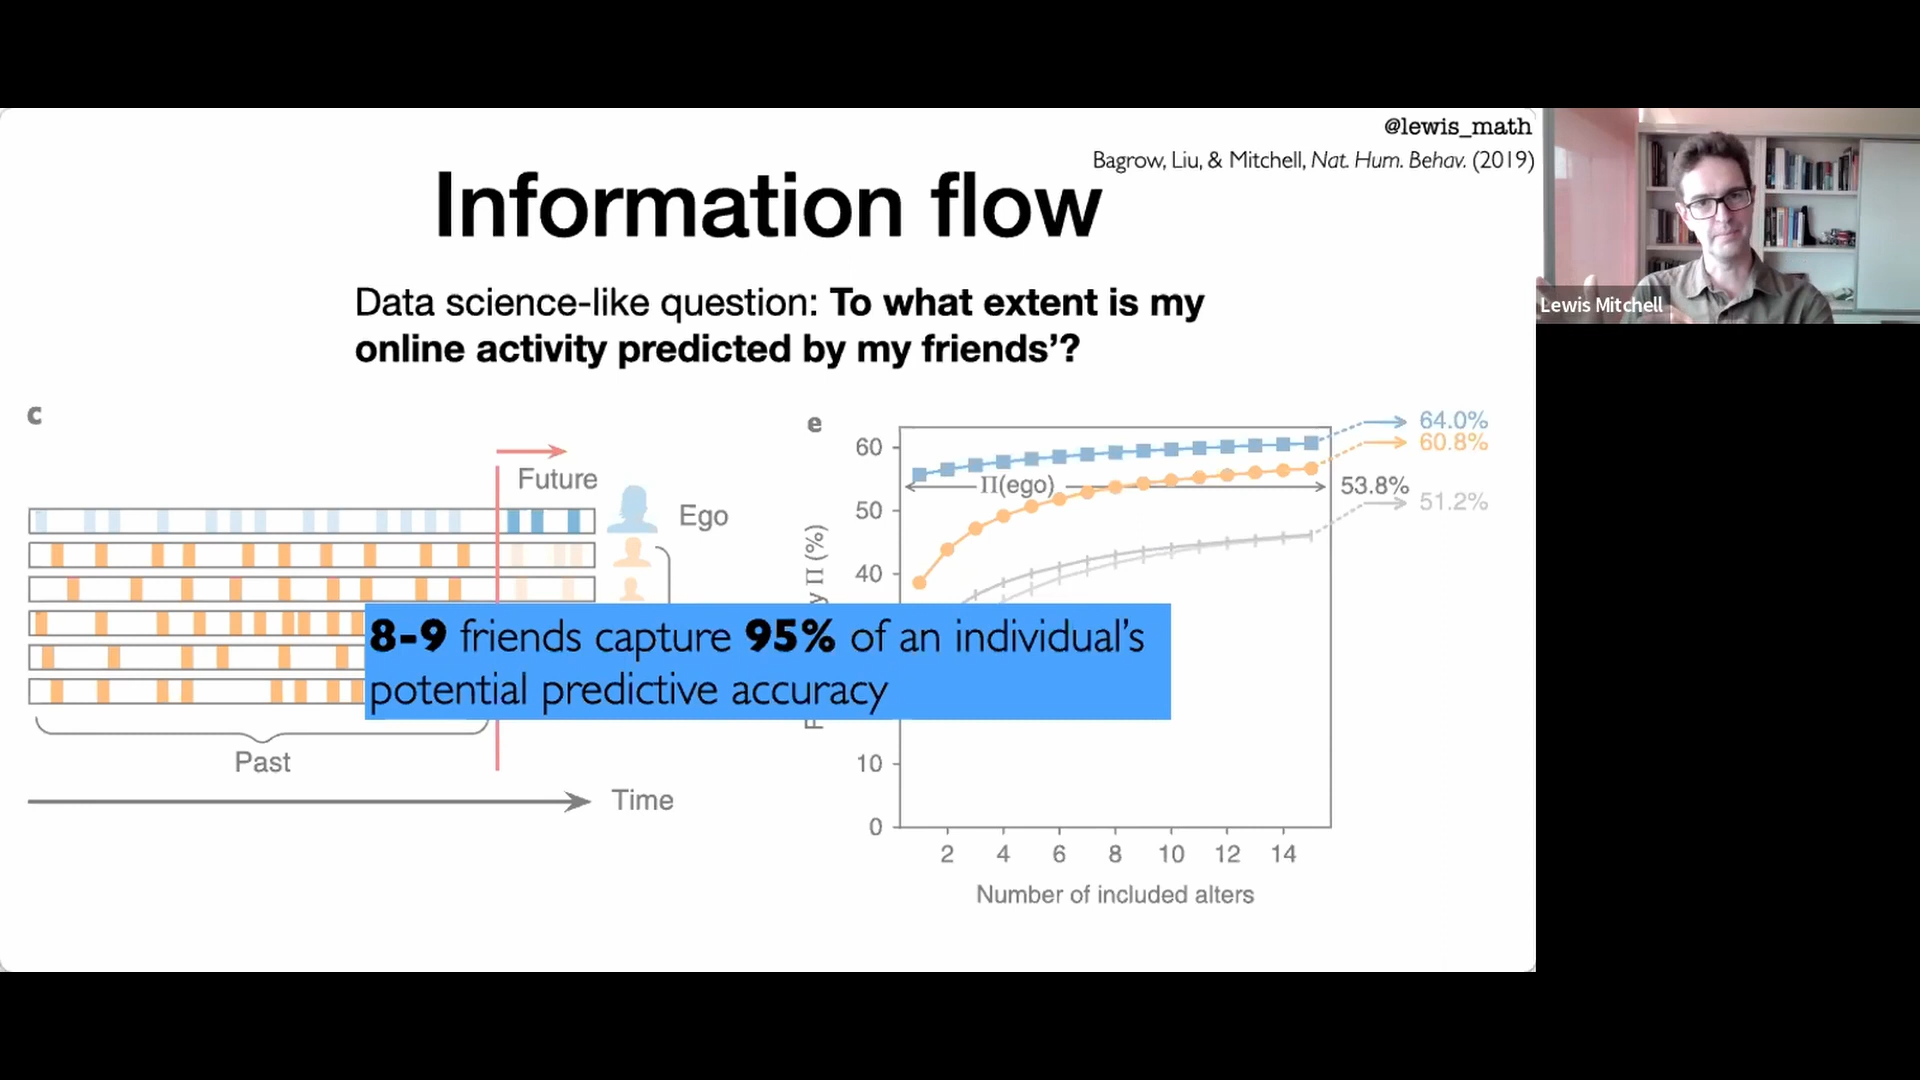 @lewis_math
Bagrow, Liu, & Mitchell, Nat. Hum. Behav. (2019)
Information flow
Data science-like question: To what extent is my
online activity predicted by my friends'?
Lewis Mitchell
c
Future
Ego
Past
Time
e
60
50
40
10
0
Π(ego)
y Π (%)
64.0%
60.8%
53.8%
51.2%
8-9 friends capture 95% of an individual's
potential predictive accuracy
2 4 6 8 10 12 14
Number of included alters